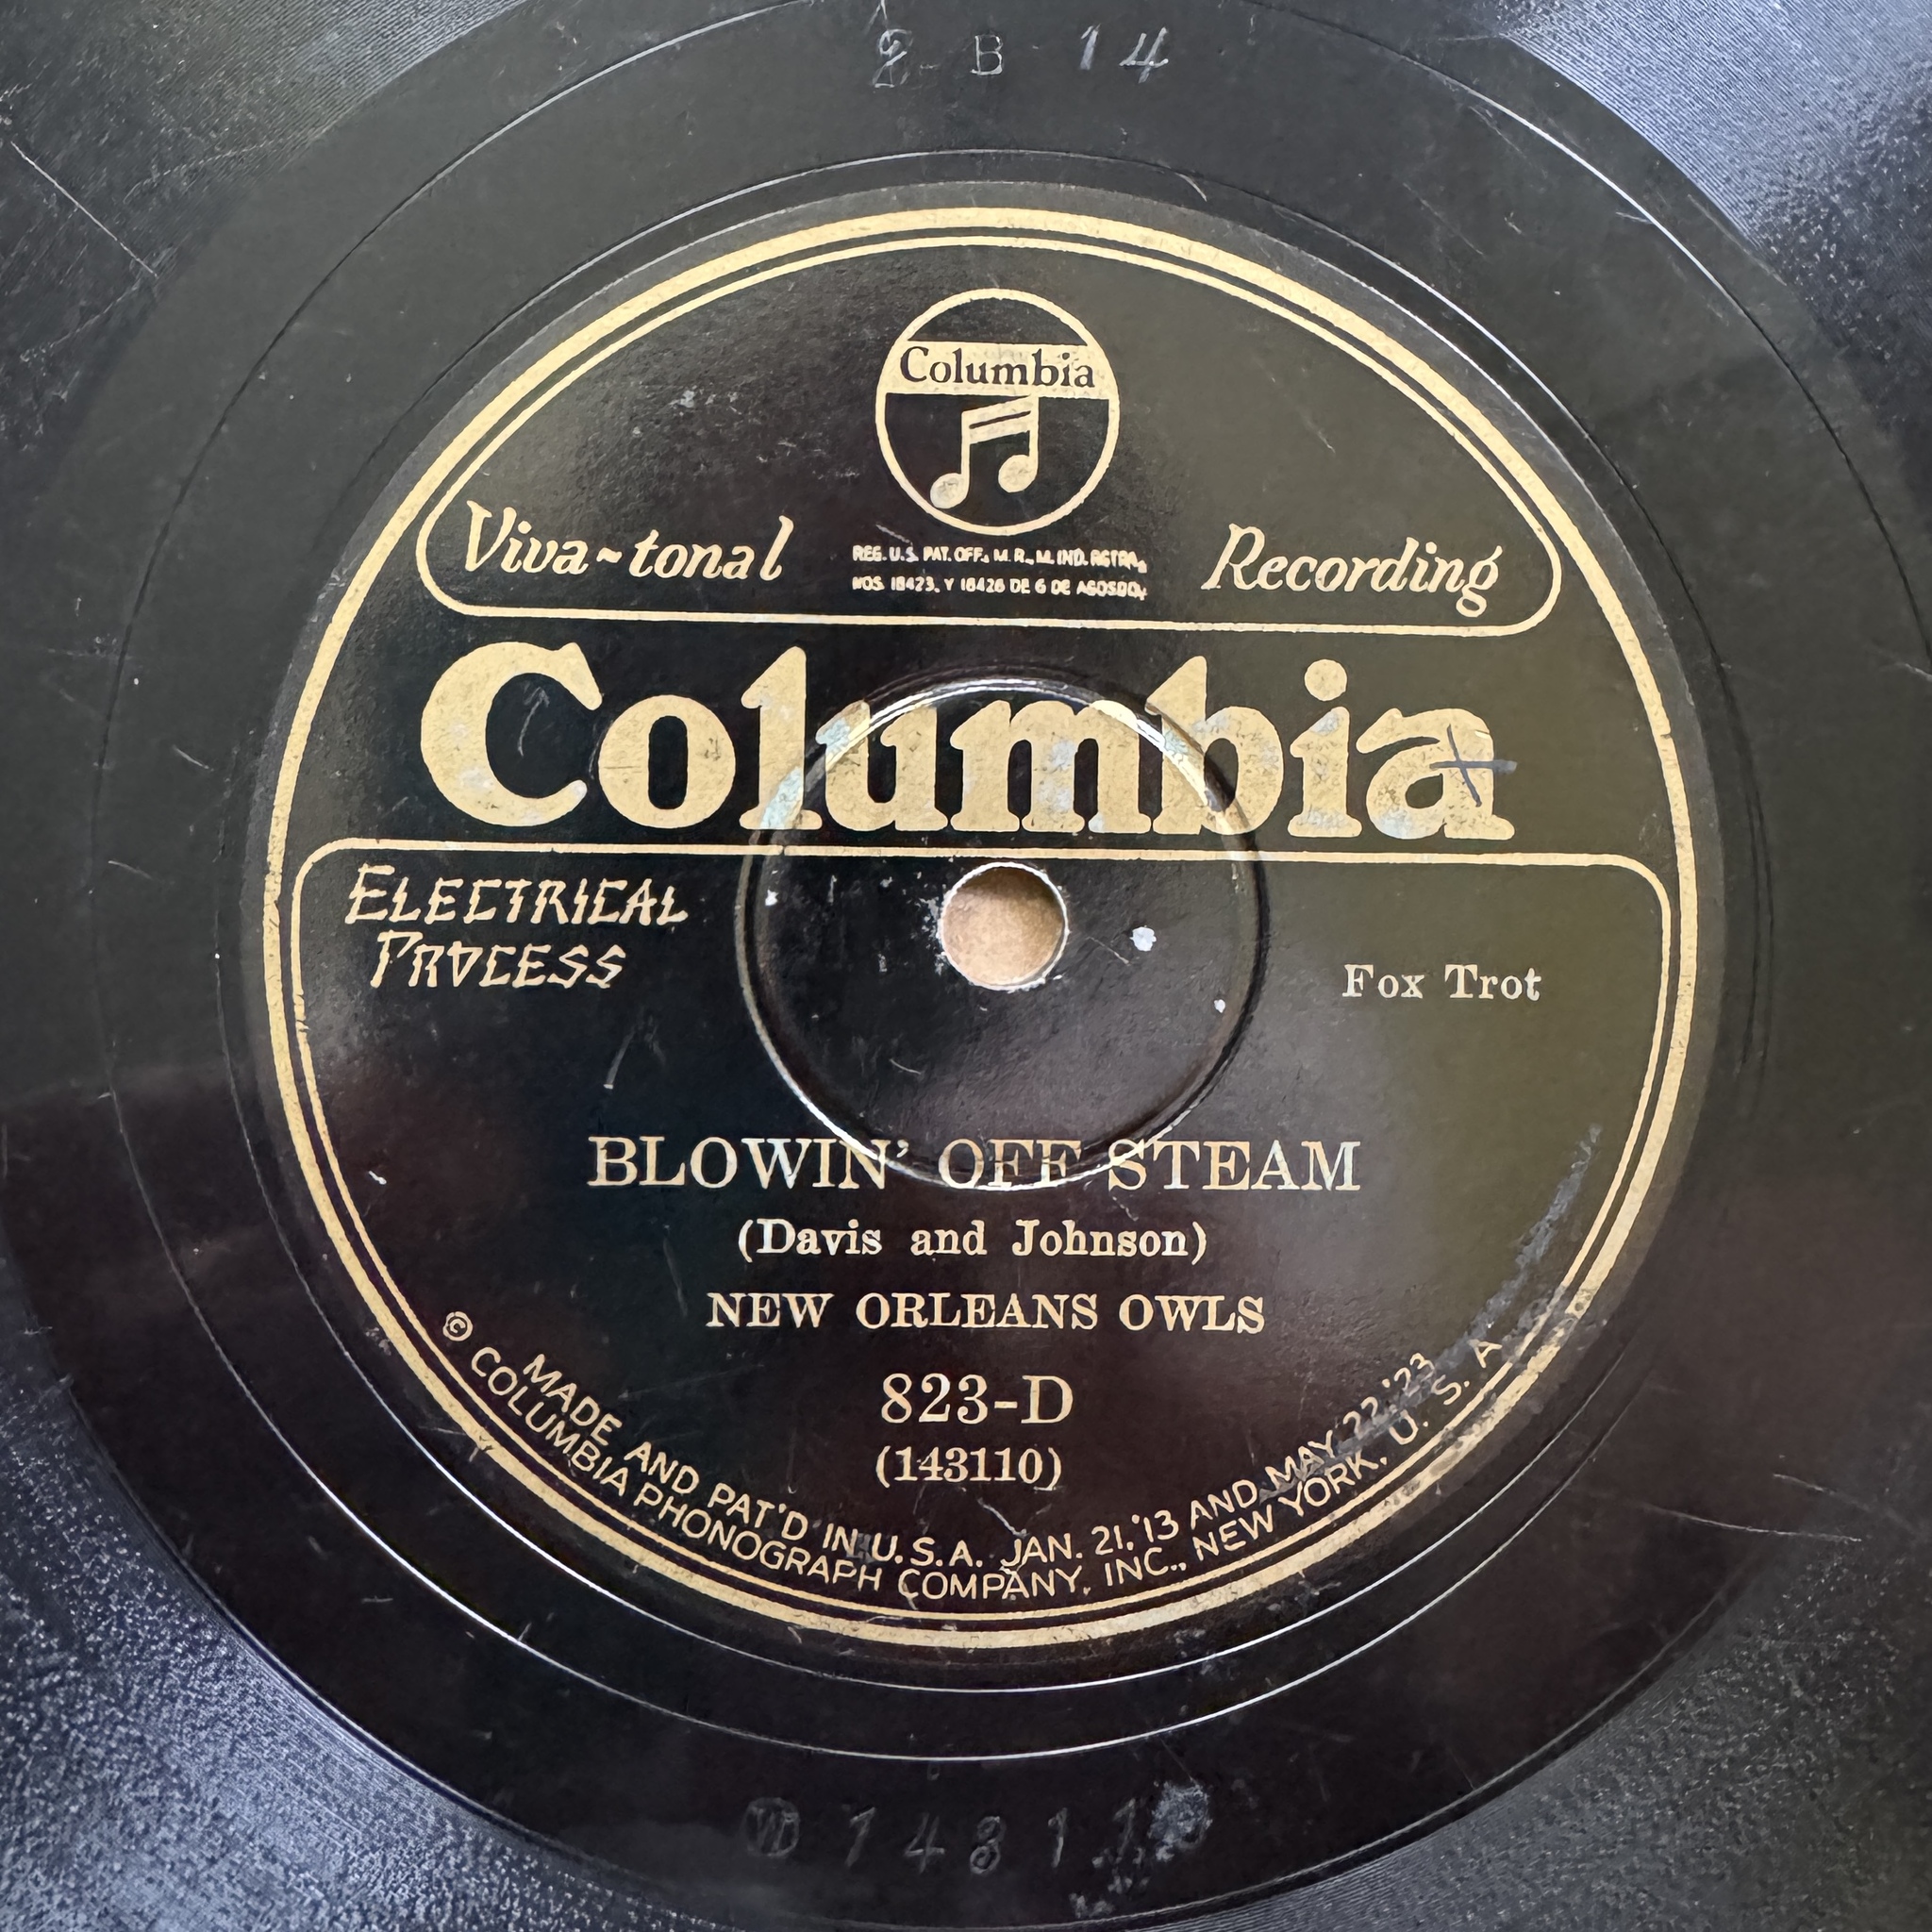 2 B 14
Columbia
Viva-tonal Recording
REG. U.S. PAT. OFF., M. R., M. IND. RGTRA.
NOS. 18423, Y 18426 DE 6 DE
Columbia
ELECTRICAL
PROCESS
Fox Trot
BLOWIN' OFF STEAM
(Davis and Johnson)
NEW ORLEANS OWLS
823-D
(143110)
MADE AND PAT'D IN U.S.A. JAN. 21, '13 AND MAY 22, '23
© COLUMBIA PHONOGRAPH COMPANY, INC., NEW YORK, U. S. A
W 14311